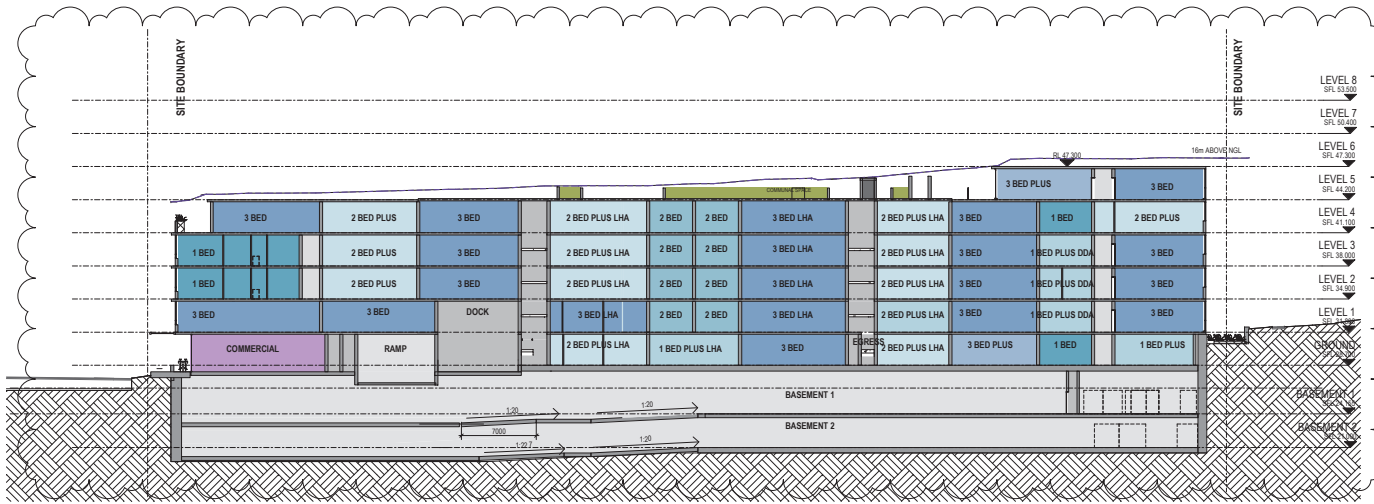 SITE BOUNDARY
SITE BOUNDARY
LEVEL 8
SFL 53.500
LEVEL 7
SFL 50.400
LEVEL 6
SFL 47.300
16m ABOVE NGL
RL 47.300
LEVEL 5
SFL 44.200
3 BED PLUS
3 BED
COMMUNAL SPACE
LEVEL 4
SFL 41.100
3 BED
2 BED PLUS
3 BED
2 BED PLUS LHA
2 BED
2 BED
3 BED LHA
2 BED PLUS LHA
3 BED
1 BED
2 BED PLUS
LEVEL 3
SFL 38.000
1 BED
2 BED PLUS
3 BED
2 BED PLUS LHA
2 BED
2 BED
3 BED LHA
2 BED PLUS LHA
3 BED
1 BED PLUS DDA
3 BED
LEVEL 2
SFL 34.900
1 BED
2 BED PLUS
3 BED
2 BED PLUS LHA
2 BED
2 BED
3 BED LHA
2 BED PLUS LHA
3 BED
1 BED PLUS DDA
3 BED
LEVEL 1
3 BED
3 BED
DOCK
3 BED LHA
2 BED
2 BED
3 BED LHA
2 BED PLUS LHA
3 BED
1 BED PLUS DDA
3 BED
GROUND
COMMERCIAL
RAMP
2 BED PLUS LHA
1 BED PLUS LHA
3 BED
EGRESS
2 BED PLUS LHA
3 BED PLUS
1 BED
1 BED PLUS
BASEMENT 1
BASEMENT 1
1:20
1:20
7000
BASEMENT 2
BASEMENT 2
SFL 21.000
1:20